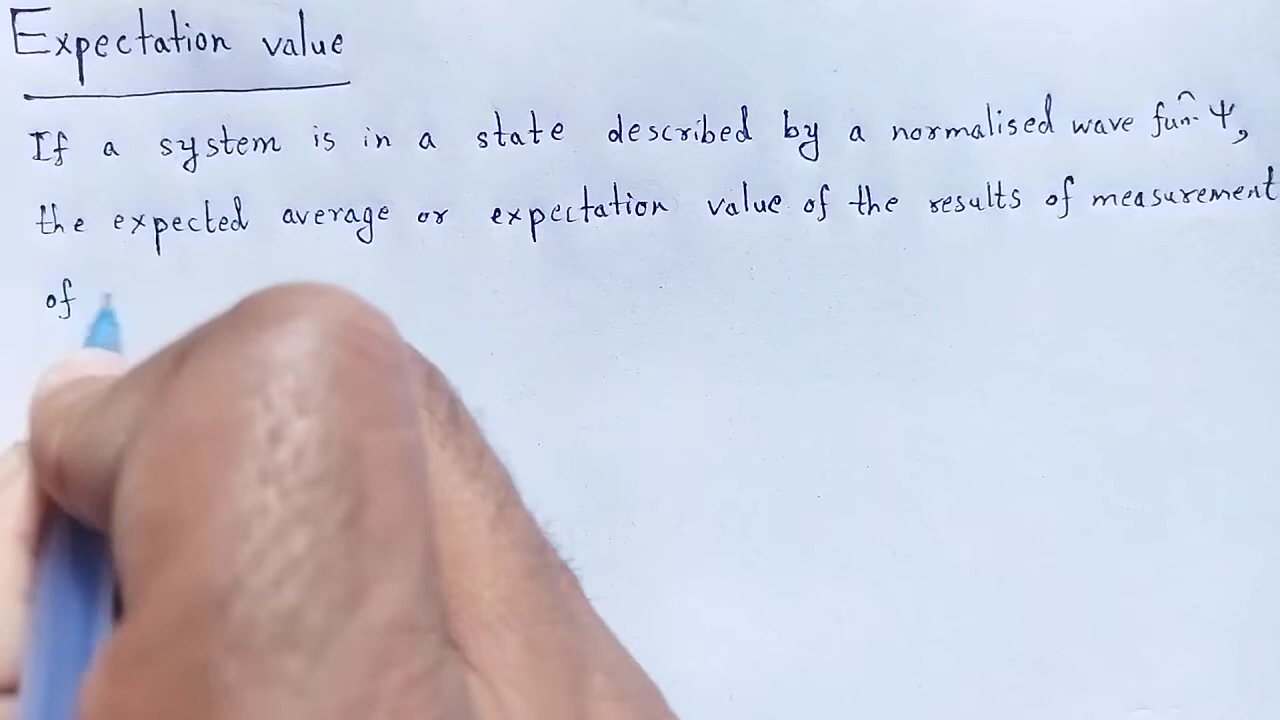 Expectation value
If a system is in a state described by a normalised wave fun^n. Ψ,
the expected average or expectation value of the results of measurement
of